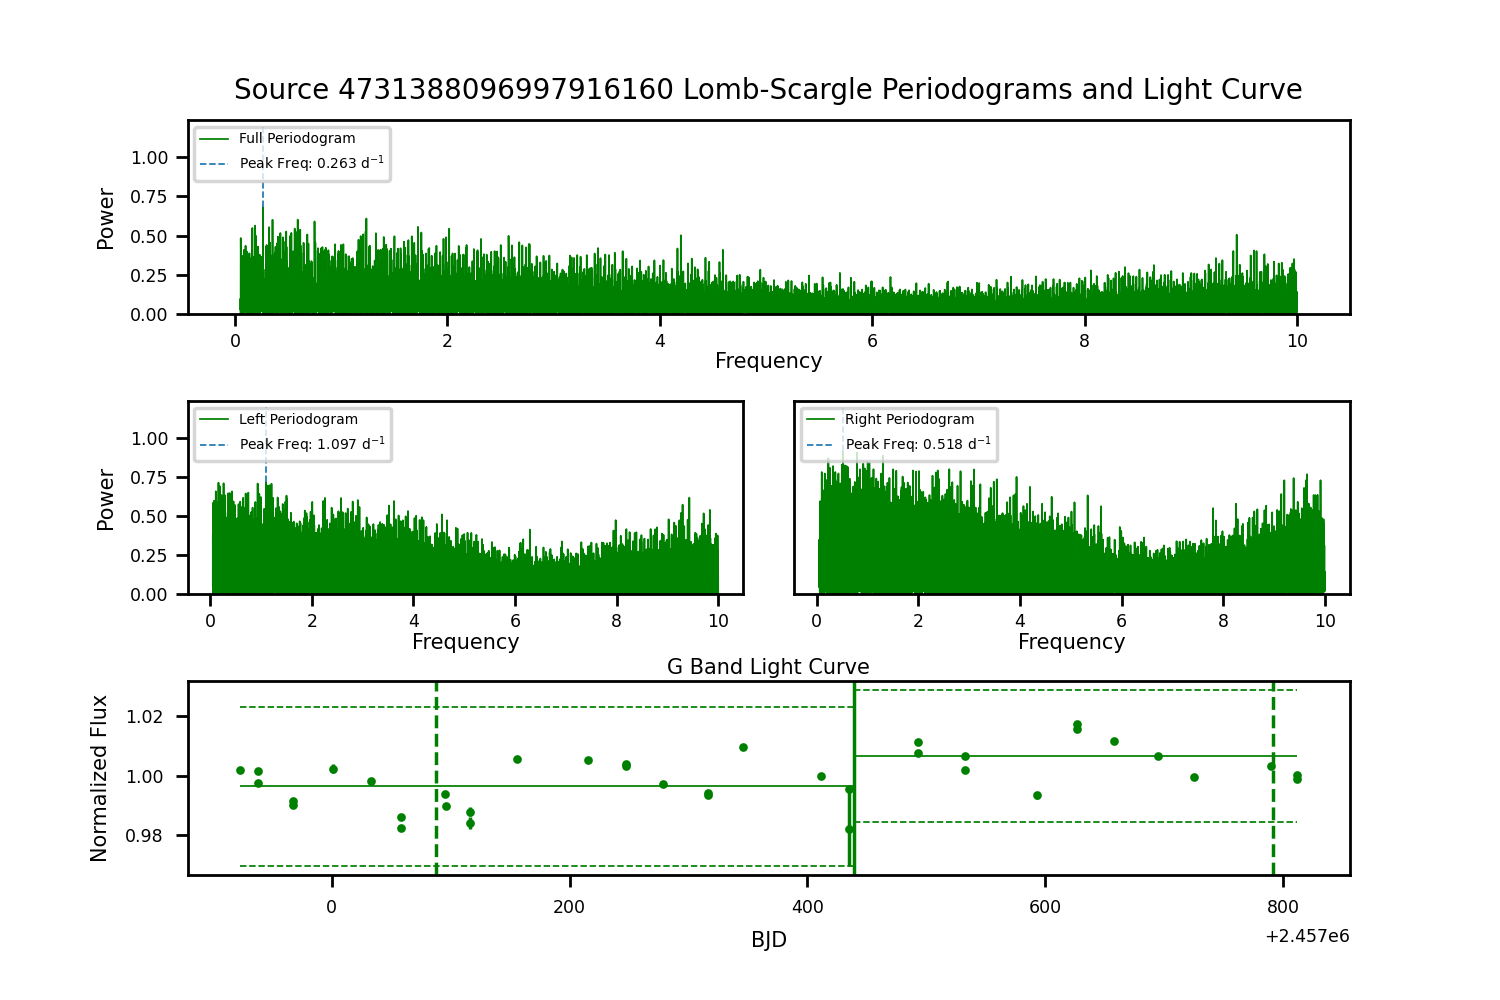 Source 4731388096997916160 Lomb-Scargle Periodograms and Light Curve
Full Periodogram
Peak Freq: 0.263 d⁻¹
Power
1.00
0.75
0.50
0.25
0.00
0 2 4 6 8 10
Frequency
Left Periodogram
Peak Freq: 1.097 d⁻¹
Power
1.00
0.75
0.50
0.25
0.00
0 2 4 6 8 10
Frequency
Right Periodogram
Peak Freq: 0.518 d⁻¹
0 2 4 6 8 10
Frequency
G Band Light Curve
Normalized Flux
1.02
1.00
0.98
0 200 400 600 800
BJD
+2.457e6